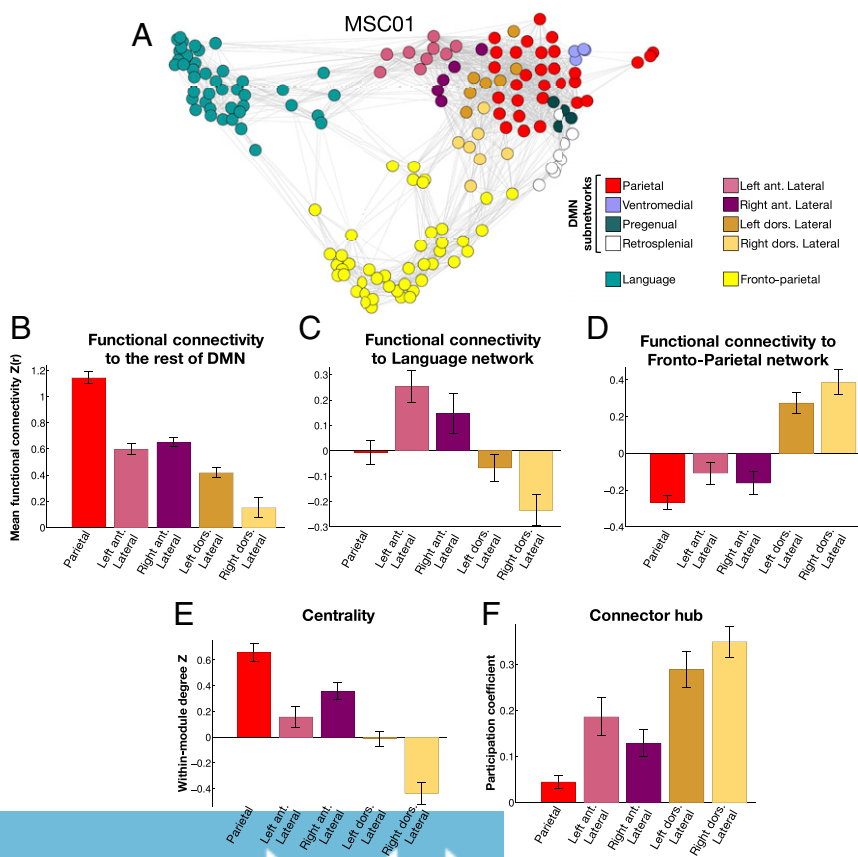 A
MSC01
DMN
subnetworks
Parietal
Ventromedial
Pregenual
Retrosplenial
Language
Left ant. Lateral
Right ant. Lateral
Left dors. Lateral
Right dors. Lateral
Fronto-parietal
B
Functional connectivity
to the rest of DMN
Mean functional connectivity Z(r)
1.2
1
0.8
0.6
0.4
0.2
0
Parietal
Left ant.
Lateral
Right ant.
Lateral
Left dors.
Lateral
Right dors.
Lateral
C
Functional connectivity
to Language network
0.3
0.2
0.1
0
−0.1
−0.2
−0.3
Parietal
Left ant.
Lateral
Right ant.
Lateral
Left dors.
Lateral
Right dors.
Lateral
D
Functional connectivity to
Fronto-Parietal network
0.4
0.2
0
−0.2
−0.4
Parietal
Left ant.
Lateral
Right ant.
Lateral
Left dors.
Lateral
Right dors.
Lateral
E
Centrality
Within-module degree Z
0.6
0.4
0.2
0
−0.2
−0.4
Parietal
Left ant.
Lateral
Right ant.
Lateral
Left dors.
Lateral
Right dors.
Lateral
F
Connector hub
Participation coefficient
0.3
0.2
0.1
0
Parietal
Left ant.
Lateral
Right ant.
Lateral
Left dors.
Lateral
Right dors.
Lateral